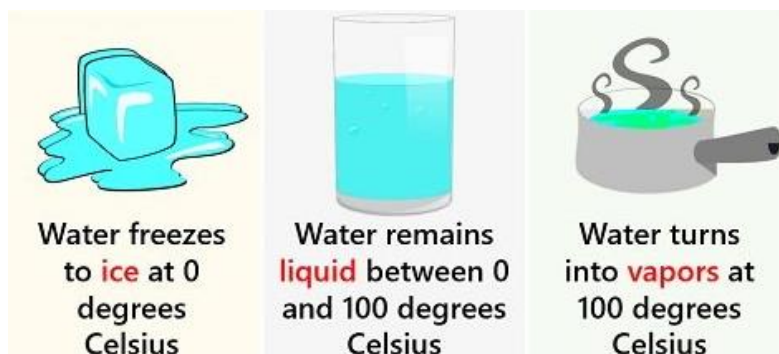 Water freezes
to ice at 0
degrees
Celsius
Water remains
liquid between 0
and 100 degrees
Celsius
Water turns
into vapors at
100 degrees
Celsius